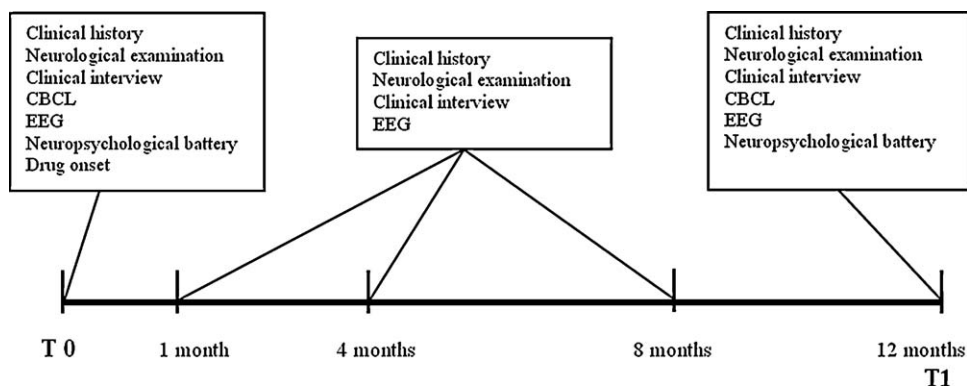 Clinical history
Neurological examination
Clinical interview
CBCL
EEG
Neuropsychological battery
Drug onset
Clinical history
Neurological examination
Clinical interview
EEG
Clinical history
Neurological examination
Clinical interview
CBCL
EEG
Neuropsychological battery
T 0
1 month
4 months
8 months
12 months
T1